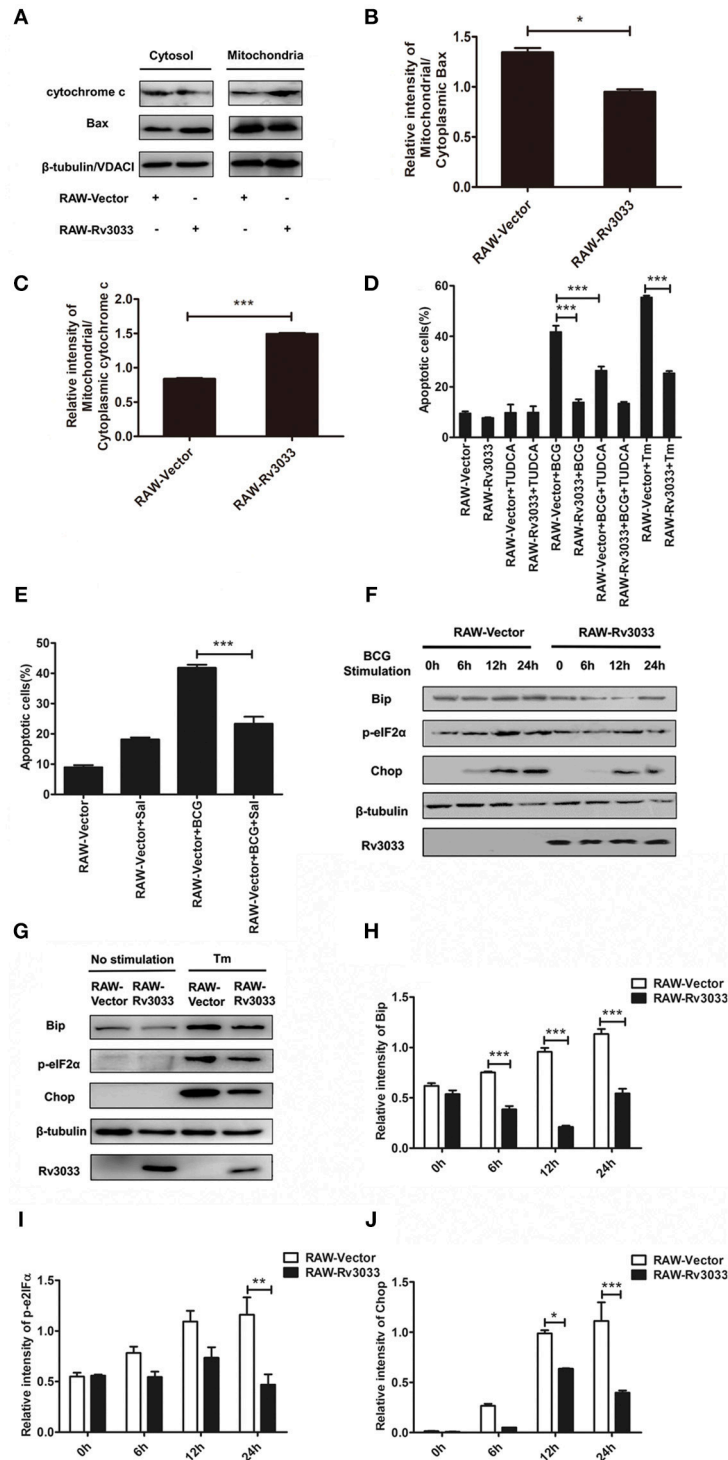 A
Cytosol Mitochondria
cytochrome c
Bax
β-tubulin/VDACI
RAW-Vector + - + -
RAW-Rv3033 - + - +
B
Relative intensity of
Mitochondrial/
Cytoplasmic Bax
1.5
1.0
0.5
0.0
*
RAW-Vector
RAW-Rv3033
C
Relative intensity of
Mitochondrial/
Cytoplasmic cytochrome c
2.0
1.5
1.0
0.5
0.0
***
RAW-Vector
RAW-Rv3033
D
Apoptotic cells(%)
60
40
20
0
***
***
***
RAW-Vector
RAW-Rv3033
RAW-Vector+TUDCA
RAW-Rv3033+TUDCA
RAW-Vector+BCG
RAW-Rv3033+BCG
RAW-Vector+BCG+TUDCA
RAW-Rv3033+BCG+TUDCA
RAW-Vector+Tm
RAW-Rv3033+Tm
E
Apoptotic cells(%)
50
40
30
20
10
0
***
RAW-Vector
RAW-Vector+Sal
RAW-Vector+BCG
RAW-Vector+BCG+Sal
F
RAW-Vector RAW-Rv3033
BCG
Stimulation
0h 6h 12h 24h 0 6h 12h 24h
Bip
p-eIF2α
Chop
β-tubulin
Rv3033
G
No stimulation Tm
RAW- RAW- RAW- RAW-
Vector Rv3033 Vector Rv3033
Bip
p-eIF2α
Chop
β-tubulin
Rv3033
H
RAW-Vector
RAW-Rv3033
Relative intensity of Bip
1.5
1.0
0.5
0.0
***
***
***
0h 6h 12h 24h
I
RAW-Vector
RAW-Rv3033
Relative intensity of p-e2IFα
1.5
1.0
0.5
0.0
**
0h 6h 12h 24h
J
RAW-Vector
RAW-Rv3033
Relative intensity of Chop
1.5
1.0
0.5
0.0
*
***
0h 6h 12h 24h